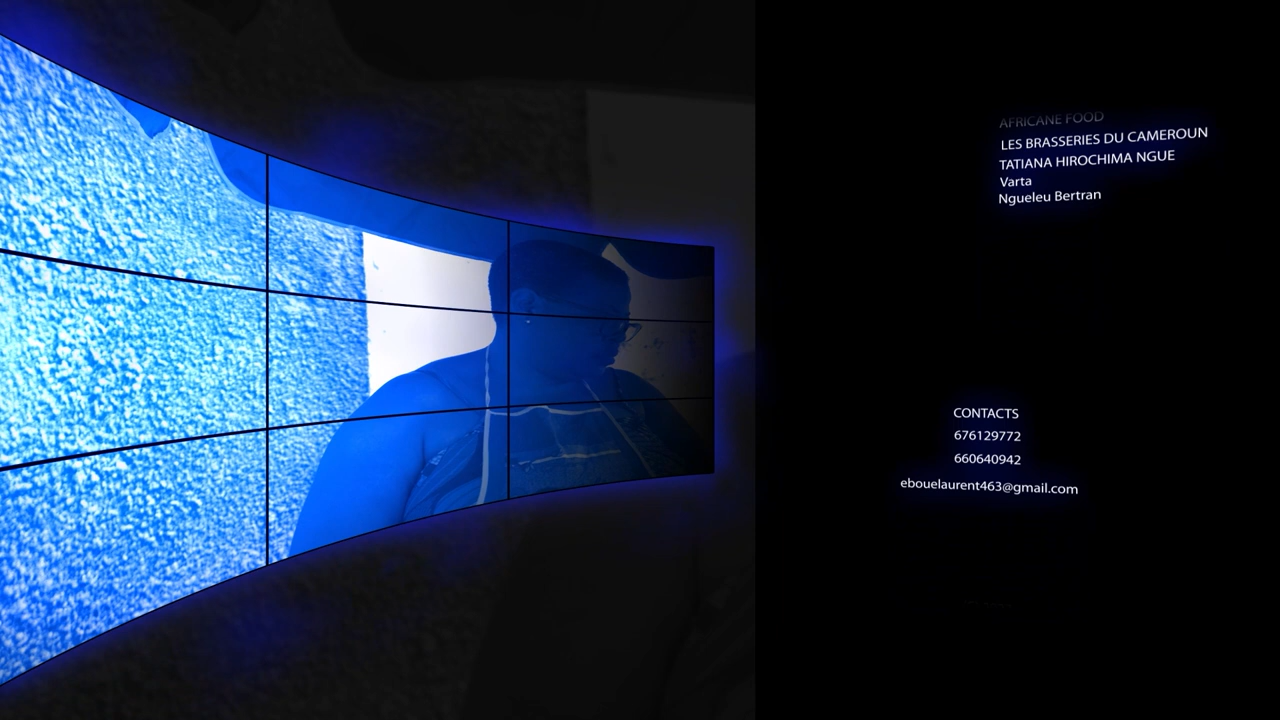 AFRICANE FOOD
LES BRASSERIES DU CAMEROUN
TATIANA HIROCHIMA NGUE
Varta
Ngueleu Bertran
CONTACTS
676129772
660640942
ebouelaurent463@gmail.com